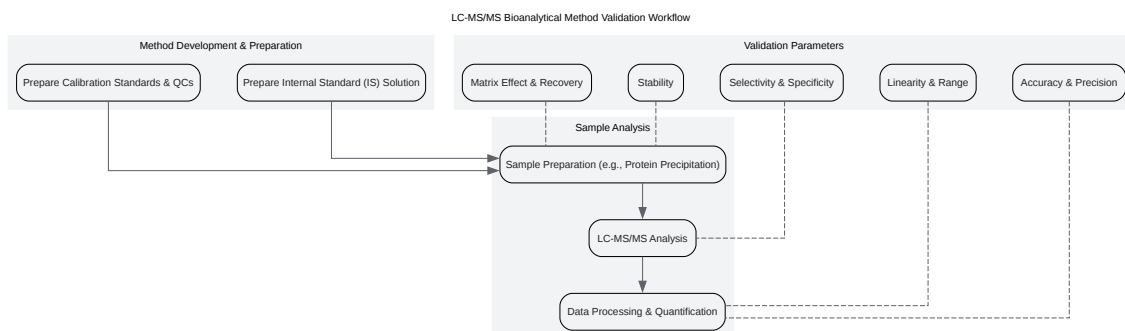 LC-MS/MS Bioanalytical Method Validation Workflow
Method Development & Preparation
Prepare Calibration Standards & QCs
Prepare Internal Standard (IS) Solution
Validation Parameters
Matrix Effect & Recovery
Stability
Selectivity & Specificity
Linearity & Range
Accuracy & Precision
Sample Analysis
Sample Preparation (e.g., Protein Precipitation)
LC-MS/MS Analysis
Data Processing & Quantification